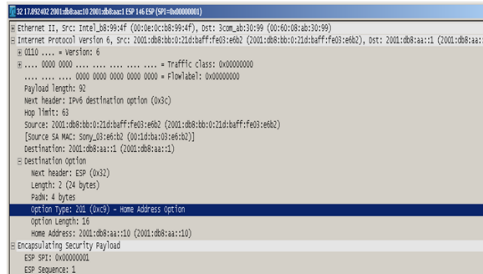 32 17.892402 2001:db8:aa::10 2001:db8:aa::1 ESP 146 ESP (SPI=0x00000001)
Ethernet II, Src: Intel_b8:99:4f (00:0e:0c:b8:99:4f), Dst: 3com_ab:30:99 (00:60:08:ab:30:99)
Internet Protocol Version 6, Src: 2001:db8:bb:0:21d:baff:fe03:e6b2 (2001:db8:bb:0:21d:baff:fe03:e6b2), Dst: 2001:db8:aa::1 (2001:db8:aa:
0110 .... = Version: 6
.... 0000 0000 .... .... .... .... .... = Traffic class: 0x00000000
.... .... .... 0000 0000 0000 0000 0000 = Flowlabel: 0x00000000
Payload length: 92
Next header: IPv6 destination option (0x3c)
Hop limit: 63
Source: 2001:db8:bb:0:21d:baff:fe03:e6b2 (2001:db8:bb:0:21d:baff:fe03:e6b2)
[Source SA MAC: Sony_03:e6:b2 (00:1d:ba:03:e6:b2)]
Destination: 2001:db8:aa::1 (2001:db8:aa::1)
Destination Option
Next header: ESP (0x32)
Length: 2 (24 bytes)
PadN: 4 bytes
Option Type: 201 (0xc9) - Home Address Option
Option Length: 16
Home Address: 2001:db8:aa::10 (2001:db8:aa::10)
Encapsulating Security Payload
ESP SPI: 0x00000001
ESP Sequence: 1